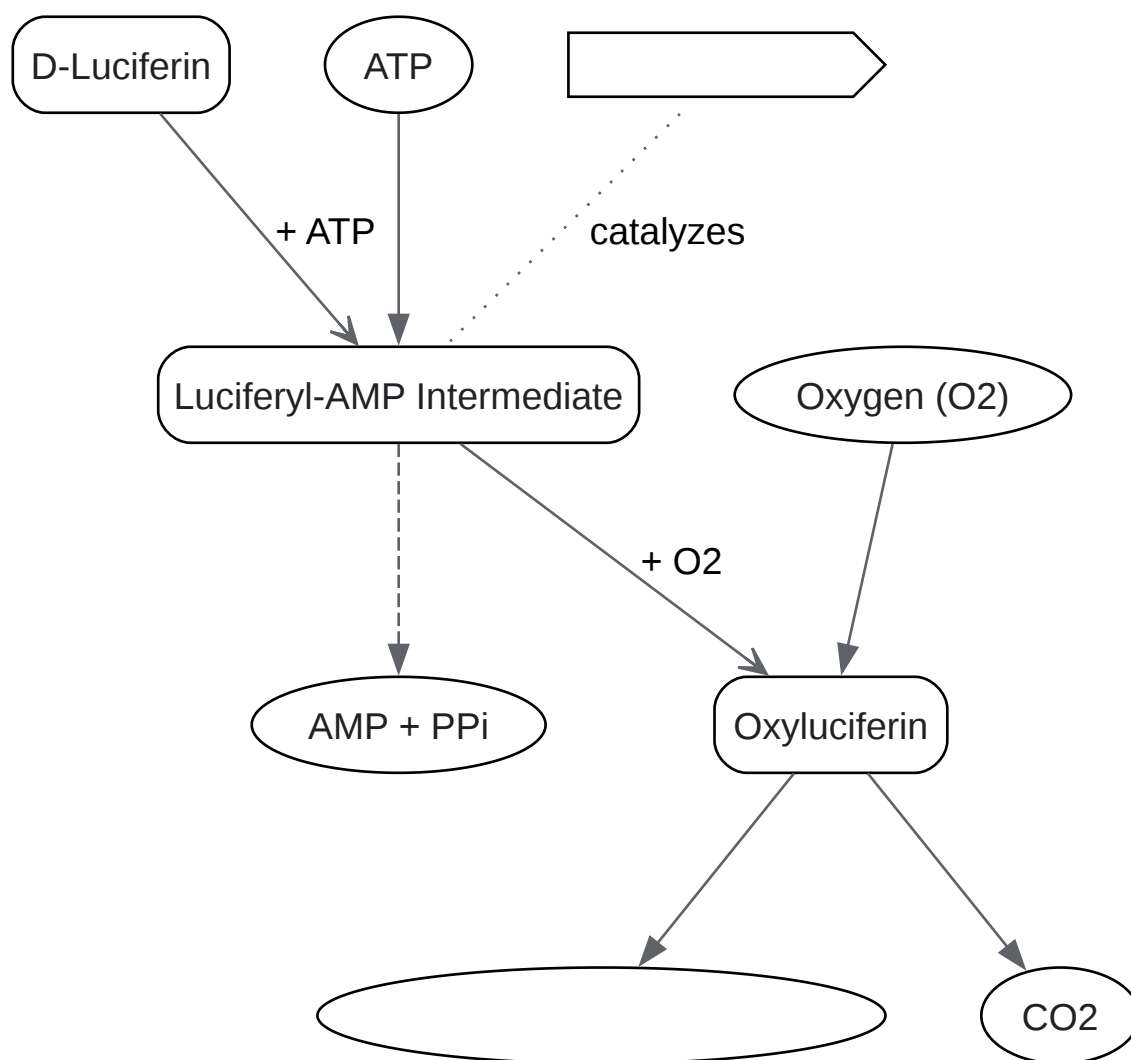 D-Luciferin
ATP
+ ATP
catalyzes
Luciferyl-AMP Intermediate
Oxygen (O2)
+ O2
AMP + PPi
Oxyluciferin
CO2